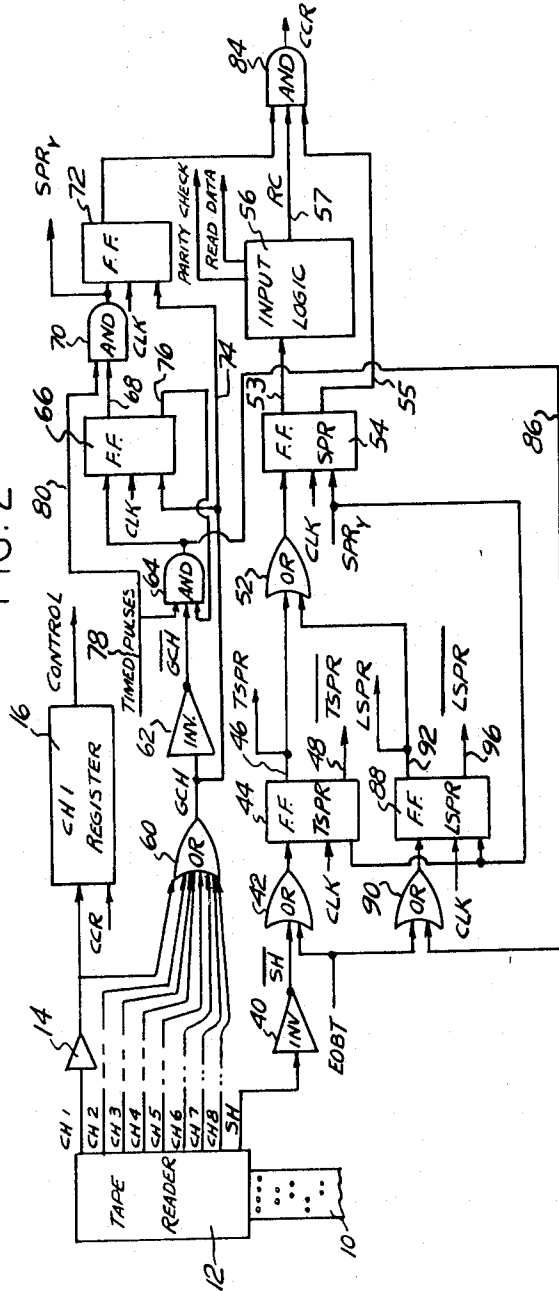 FIG. 2
CH 1
CH 2
CH 3
CH 4
CH 5
CH 6
CH 7
CH 8
SH
TAPE
READER
12
10
14
16
CH 1
REGISTER
CONTROL
CCR
60
OR
GCH
62
INV.
GCH
78
TIMED PULSES
80
64
AND
66
F.F.
CLK
68
76
70
AND
SPRY
72
F.F.
CLK
74
84
AND
CCR
40
INV
SH
EOBT
42
OR
44
F.F.
TSPR
CLK
46
TSPR
48
TSPR
90
OR
88
F.F.
LSPR
CLK
92
LSPR
96
LSPR
52
OR
53
F.F.
SPR
54
CLK
SPRY
55
INPUT
LOGIC
56
PARITY CHECK
READ DATA
RC
57
86